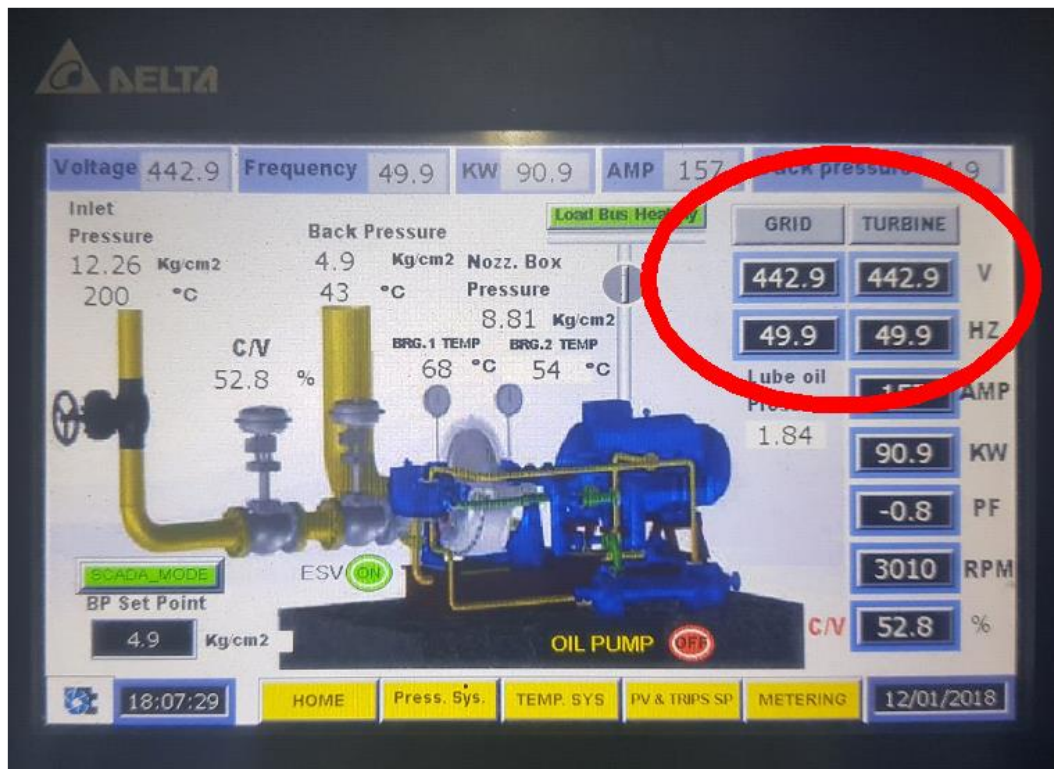 DELTA
Voltage 442.9 Frequency 49.9 KW 90.9 AMP 157
Inlet
Pressure
12.26 Kg/cm2
200 °C
Back Pressure
4.9 Kg/cm2
43 °C
Nozz. Box
Pressure
8.81 Kg/cm2
Load Bus
GRID TURBINE
442.9 442.9 V
49.9 49.9 HZ
C/V
52.8 %
BRG.1 TEMP BRG.2 TEMP
68 °C 54 °C
Lube oil
1.84
AMP
90.9 KW
-0.8 PF
3010 RPM
C/V 52.8 %
SCADA_MODE
ESV ON
BP Set Point
4.9 Kg/cm2
OIL PUMP OFF
18:07:29 HOME Press. Sys. TEMP. SYS PV & TRIPS SP METERING 12/01/2018